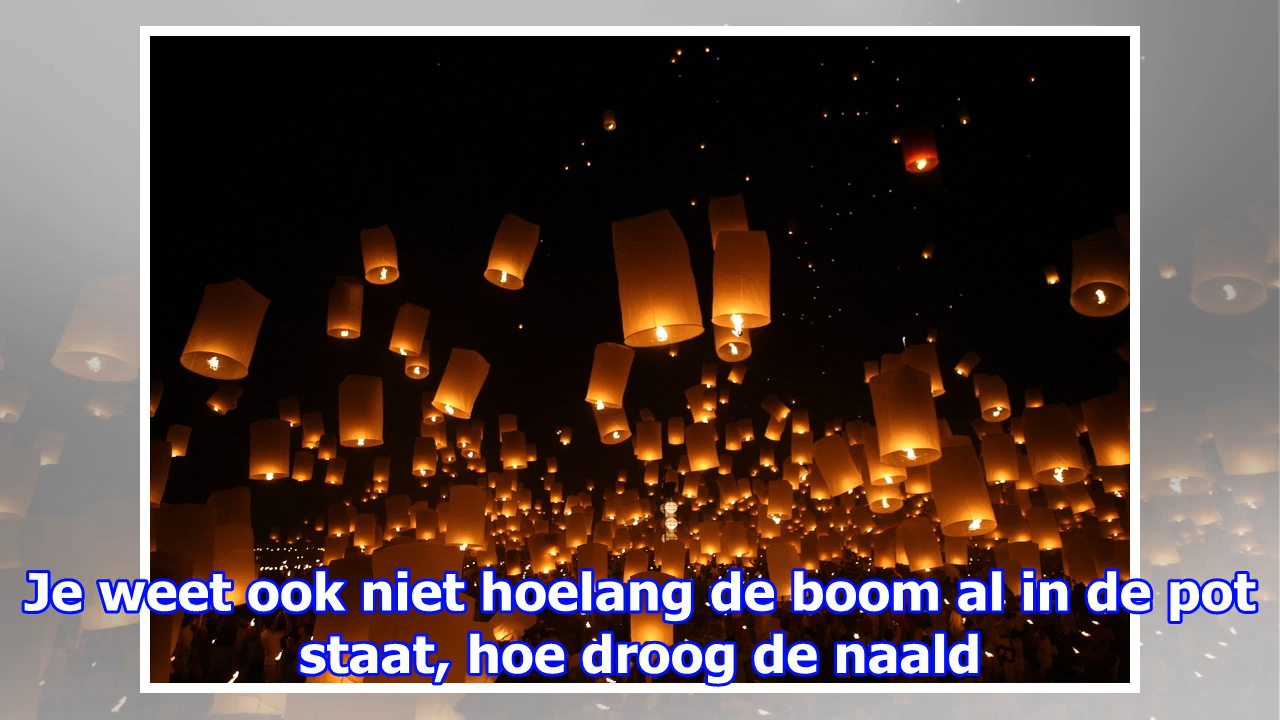 Je weet ook niet hoelang de boom al in de pot
staat, hoe droog de naald